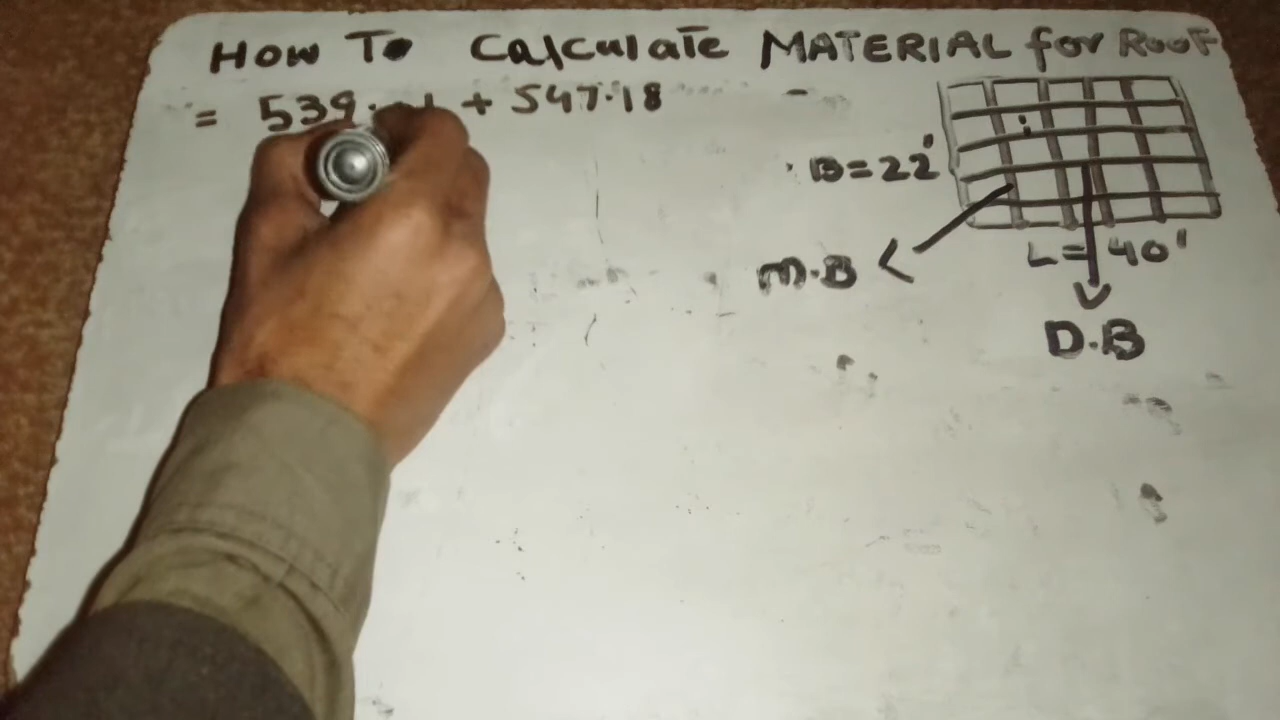 How To Calculate MATERIAL for RooF
= 539. + 547.18
B = 22'
L = 40'
M.B
D.B